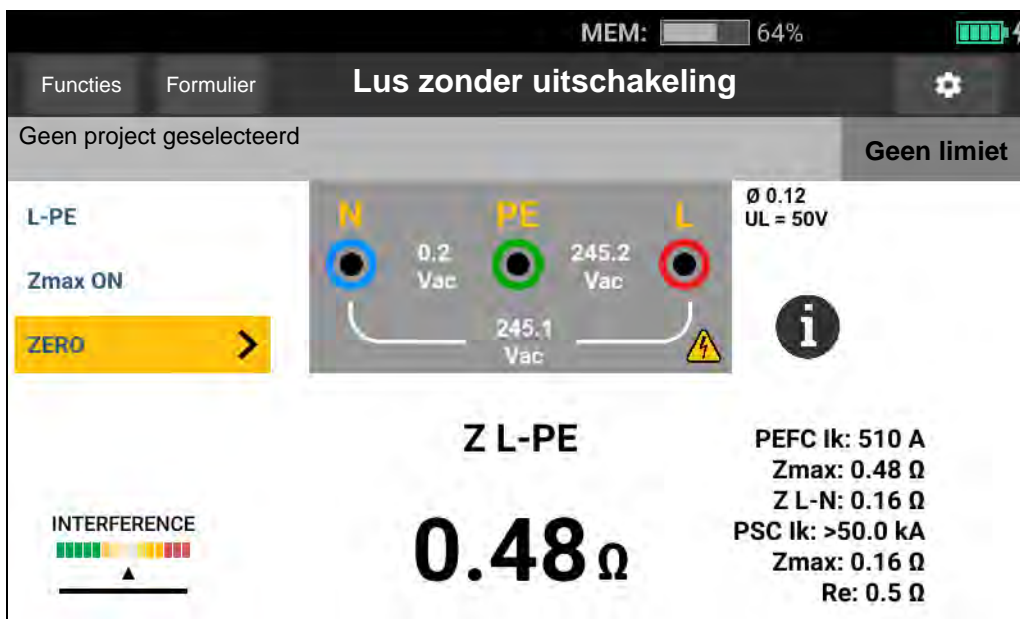 MEM: 64%
Functies Formulier Lus zonder uitschakeling
Geen project geselecteerd
Geen limiet
L-PE
Zmax ON
ZERO
N PE L
0.2
Vac
245.2
Vac
245.1
Vac
Ø 0.12
UL = 50V
i
Z L-PE
0.48 Ω
INTERFERENCE
PEFC Ik: 510 A
Zmax: 0.48 Ω
Z L-N: 0.16 Ω
PSC Ik: >50.0 kA
Zmax: 0.16 Ω
Re: 0.5 Ω